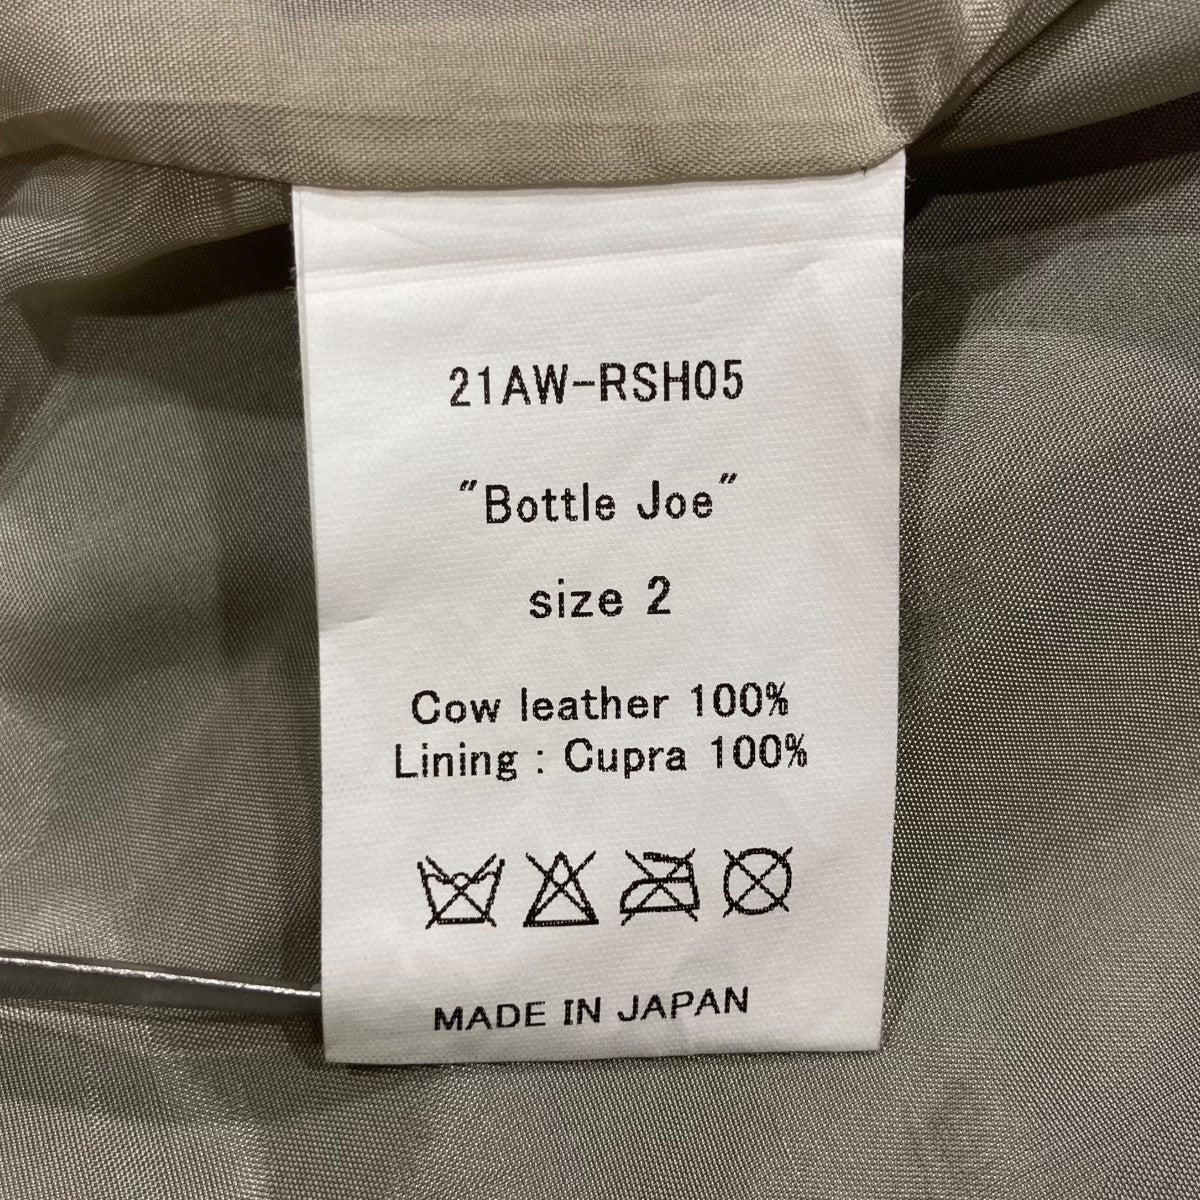 21AW-RSH05
"Bottle Joe"
size 2
Cow leather 100%
Lining : Cupra 100%
MADE IN JAPAN